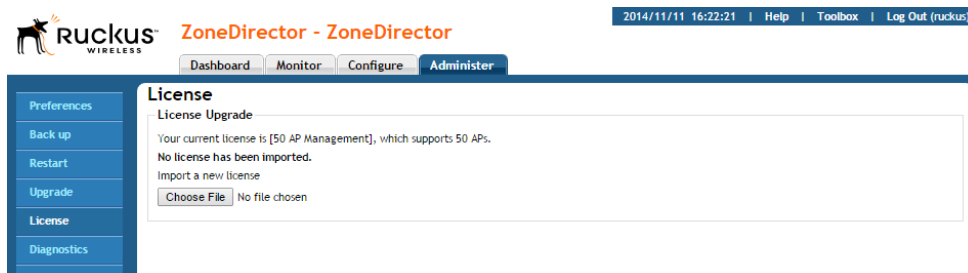 2014/11/11 16:22:21 | Help | Toolbox | Log Out (ruckus)
RUCKUS WIRELESS
ZoneDirector - ZoneDirector
Dashboard Monitor Configure Administer
Preferences
Back up
Restart
Upgrade
License
Diagnostics
License
License Upgrade
Your current license is [50 AP Management], which supports 50 APs.
No license has been imported.
Import a new license
Choose File No file chosen